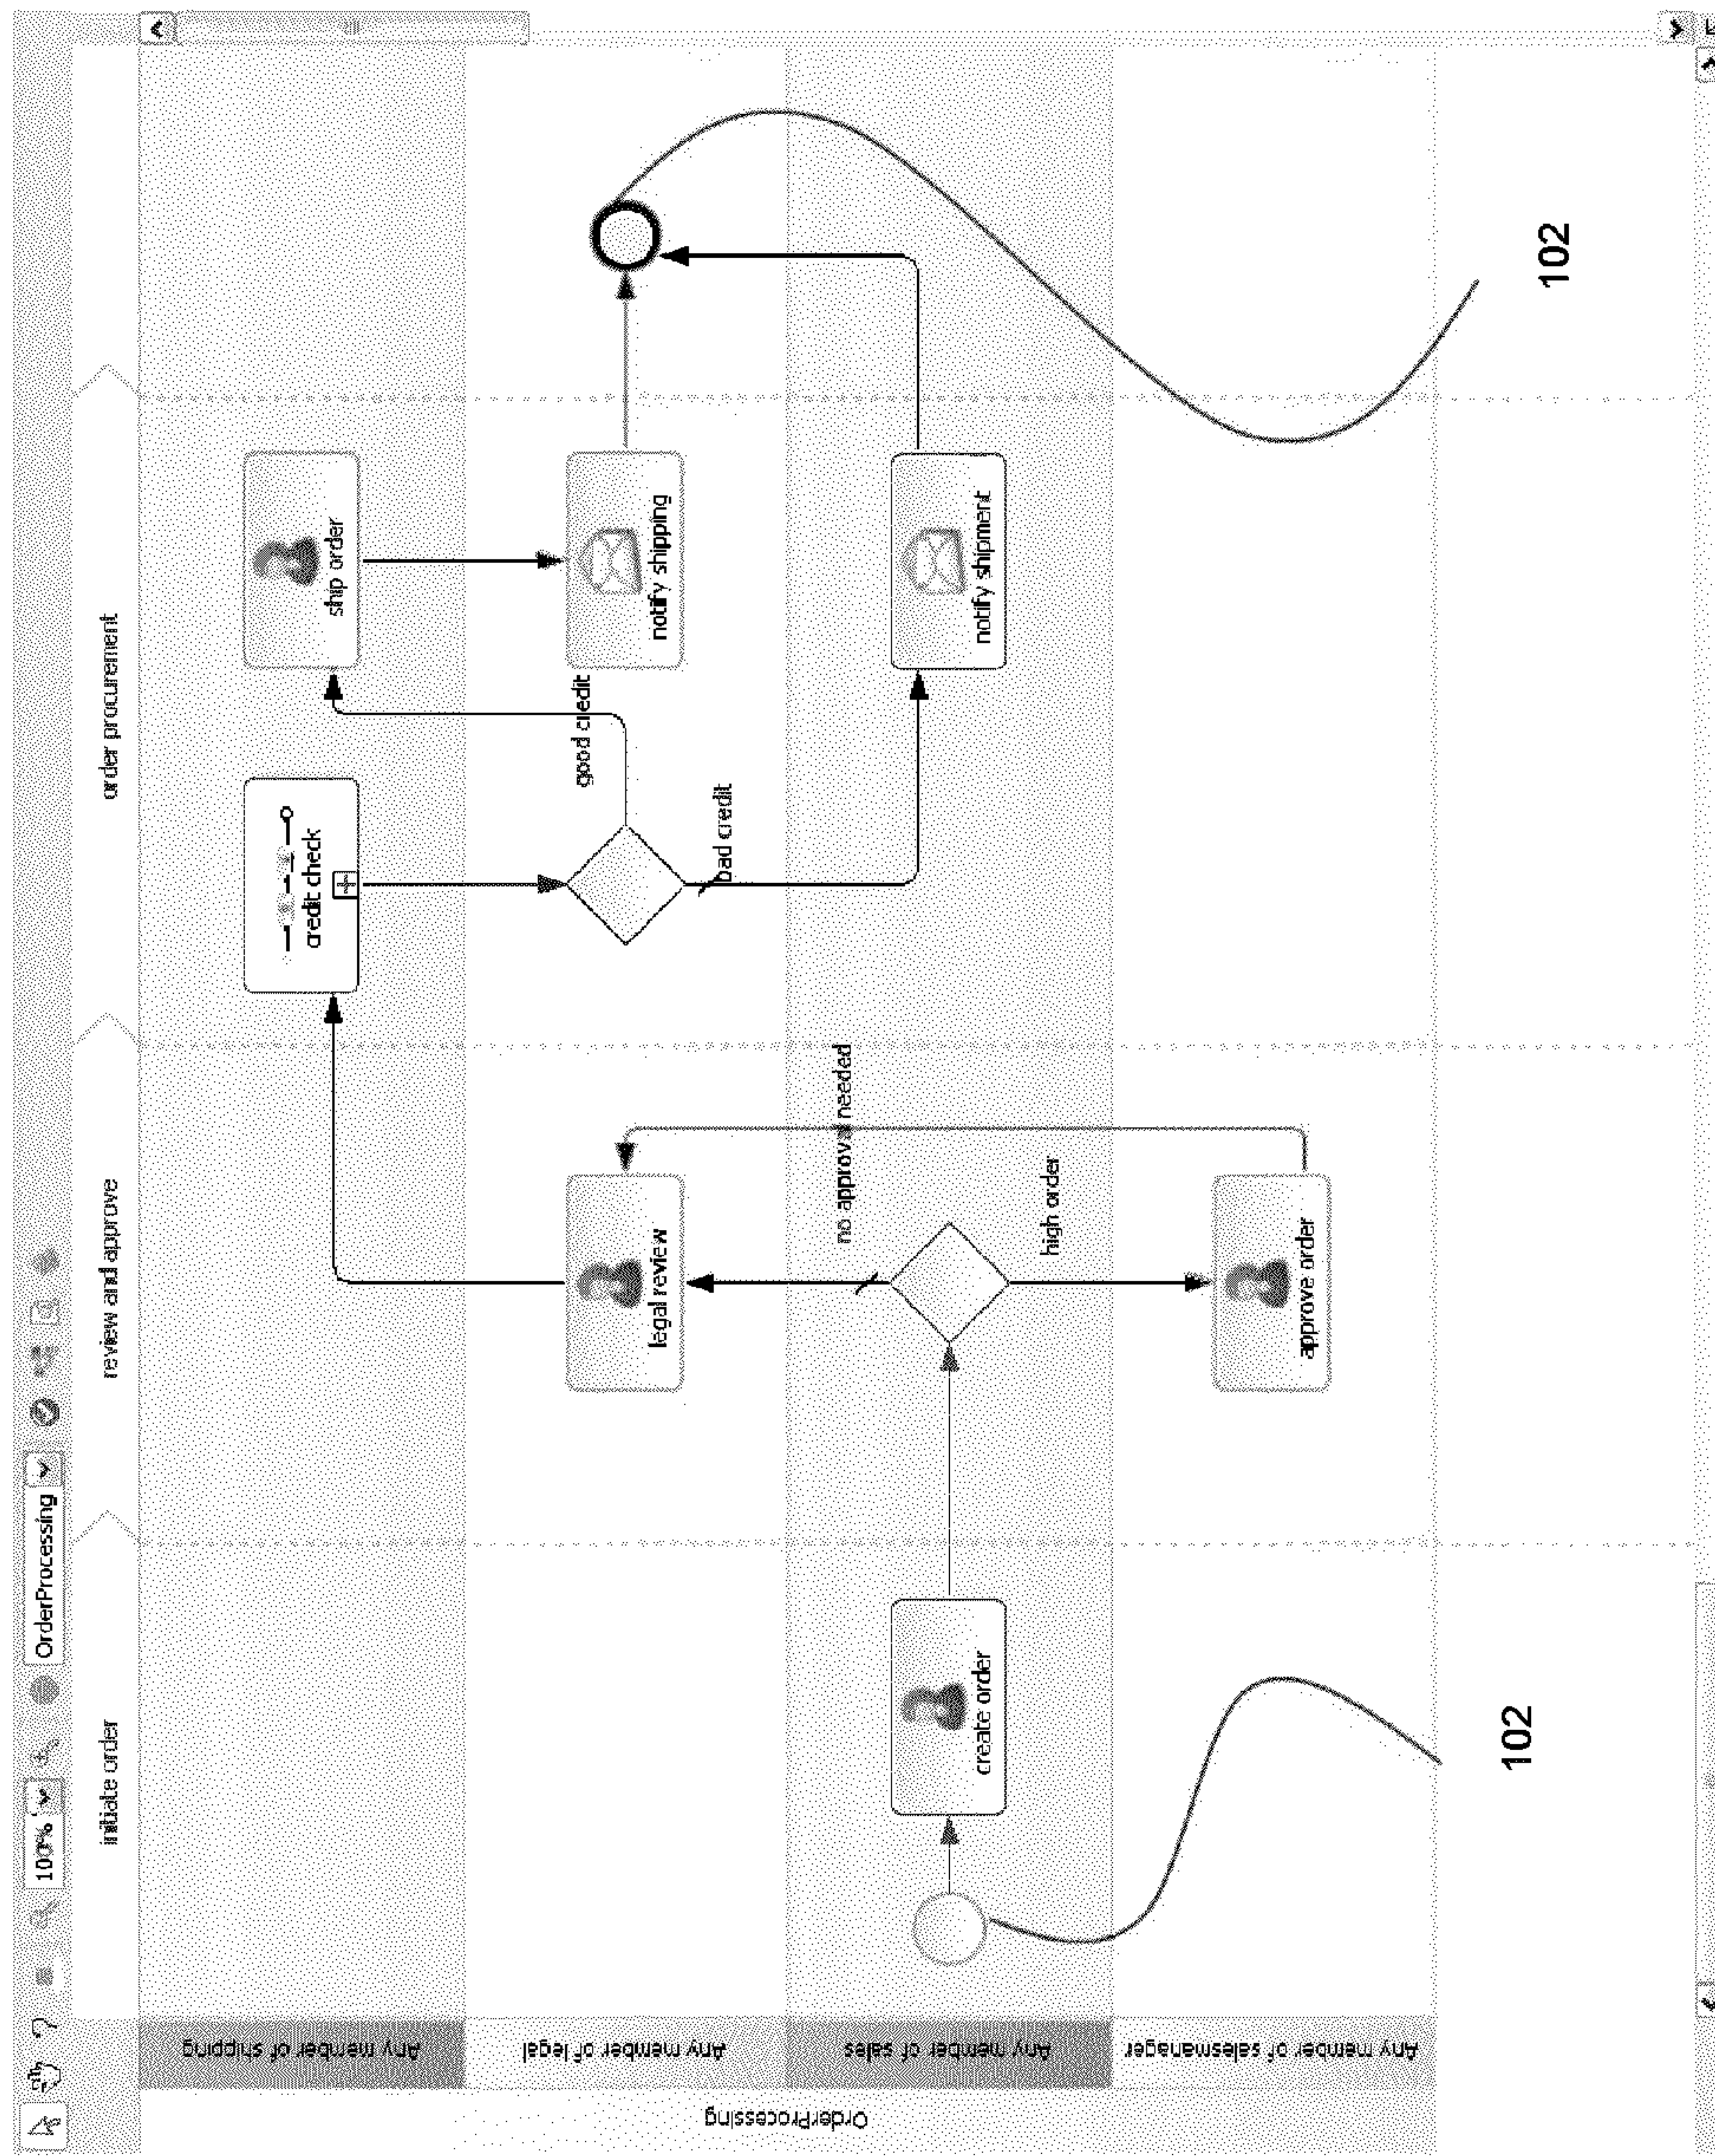 100%
OrderProcessing
initiate order
review and approve
order procurement
OrderProcessing
Any member of shipping
Any member of legal
Any member of sales
Any member of salesmanager
credit check
ship order
legal review
good credit
notify shipping
bad credit
create order
no approval needed
high order
notify shipment
approve order
102
102